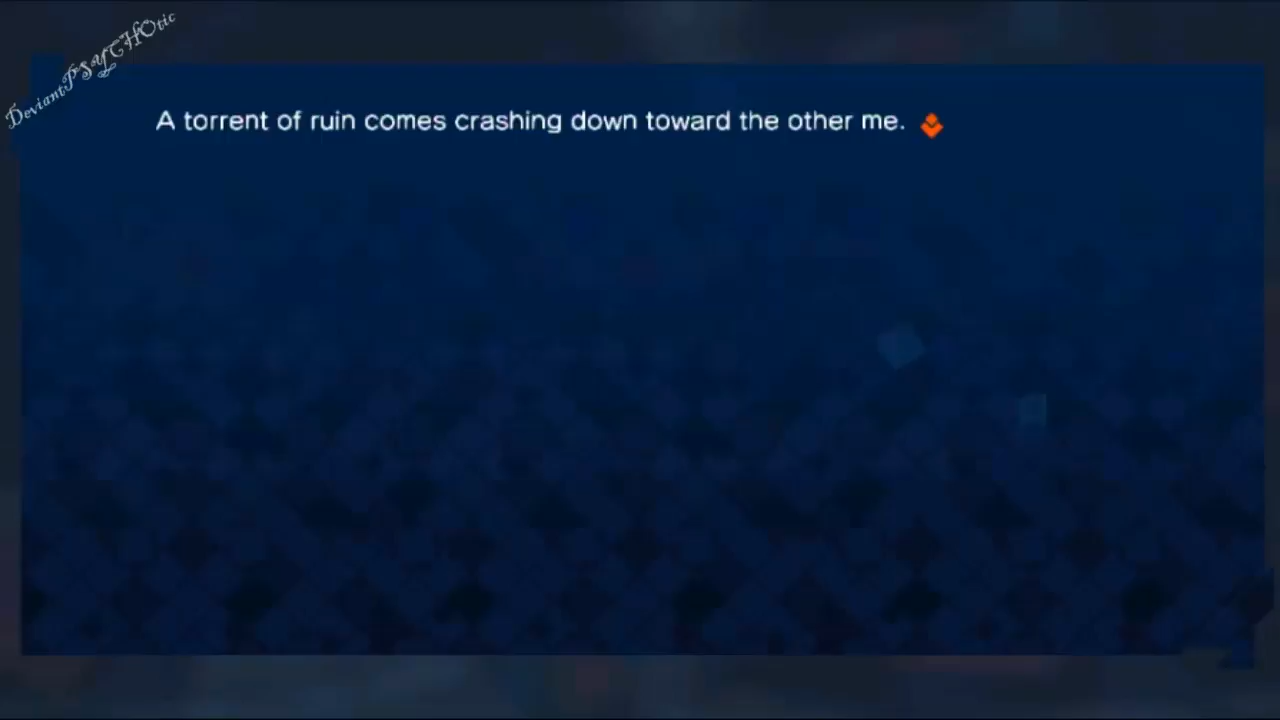 DeviantPSYCHOtic
A torrent of ruin comes crashing down toward the other me.